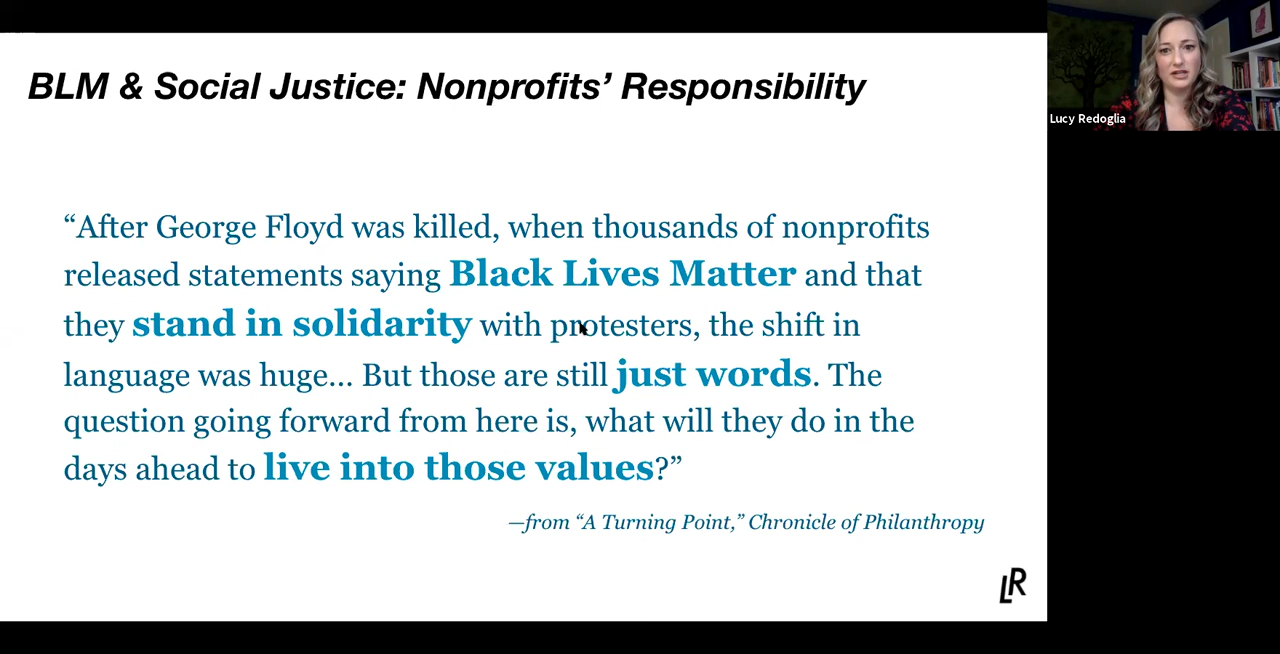 BLM & Social Justice: Nonprofits’ Responsibility
Lucy Redoglia
“After George Floyd was killed, when thousands of nonprofits
released statements saying Black Lives Matter and that
they stand in solidarity with protesters, the shift in
language was huge... But those are still just words. The
question going forward from here is, what will they do in the
days ahead to live into those values?”
—from “A Turning Point,” Chronicle of Philanthropy
LR